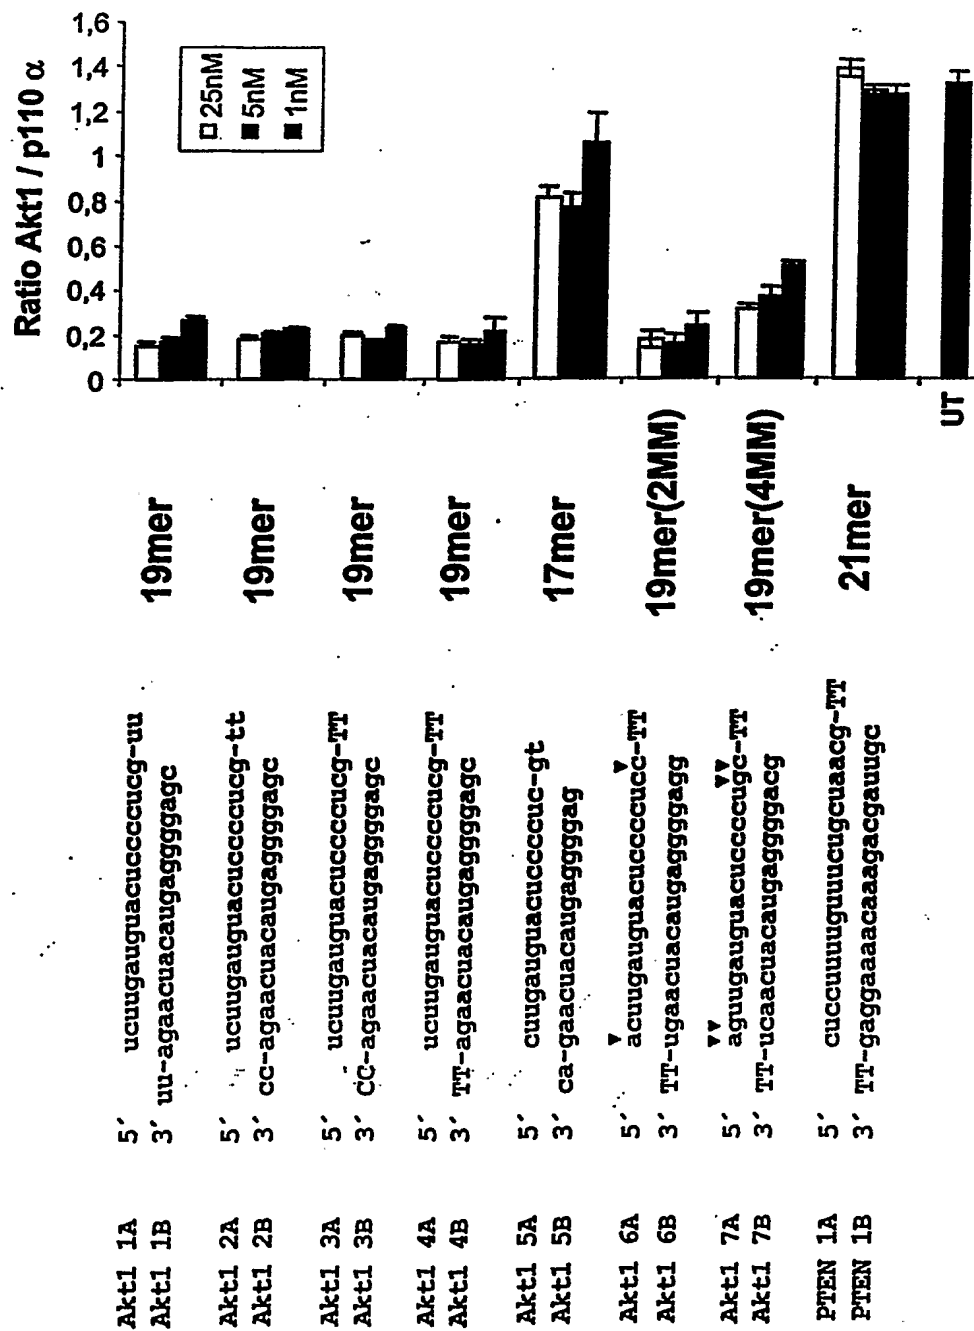 Ratio Akt1 / p110 α
0 0,2 0,4 0,6 0,8 1 1,2 1,4 1,6
25nM
5nM
1nM
Akt1 1A 5´ ucuugauguacuccccucg-uu
Akt1 1B 3´ uu-agaacuacaugaggggagc
19mer
Akt1 2A 5´ ucuugauguacuccccucg-tt
Akt1 2B 3´ cc-agaacuacaugaggggagc
19mer
Akt1 3A 5´ ucuugauguacuccccucg-TT
Akt1 3B 3´ CC-agaacuacaugaggggagc
19mer
Akt1 4A 5´ ucuugauguacuccccucg-TT
Akt1 4B 3´ TT-agaacuacaugaggggagc
19mer
Akt1 5A 5´ cuugauguacuccccuc-gt
Akt1 5B 3´ ca-gaacuacaugaggggag
17mer
Akt1 6A 5´ acuugauguacuccccucc-TT
Akt1 6B 3´ TT-ugaacuacaugaggggagg
19mer(2MM)
Akt1 7A 5´ aguugauguacuccccugc-TT
Akt1 7B 3´ TT-ucaacuacaugaggggacg
19mer(4MM)
PTEN 1A 5´ cuccuuuuguuucugcuaacg-TT
PTEN 1B 3´ TT-gaggaaaacaaagacgauugc
21mer
UT